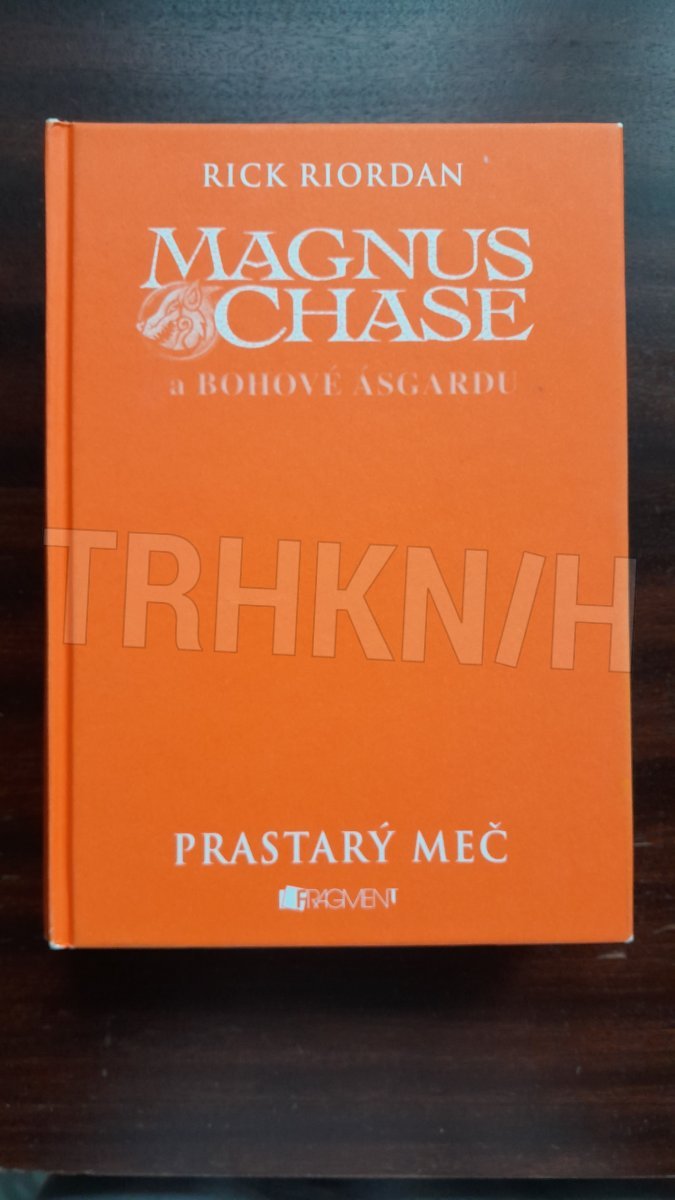 RICK RIORDAN
MAGNUS
CHASE
a BOHOVÉ ÁSGARDU
TRHKN/H
PRASTARÝ MEČ
FRAGMENT